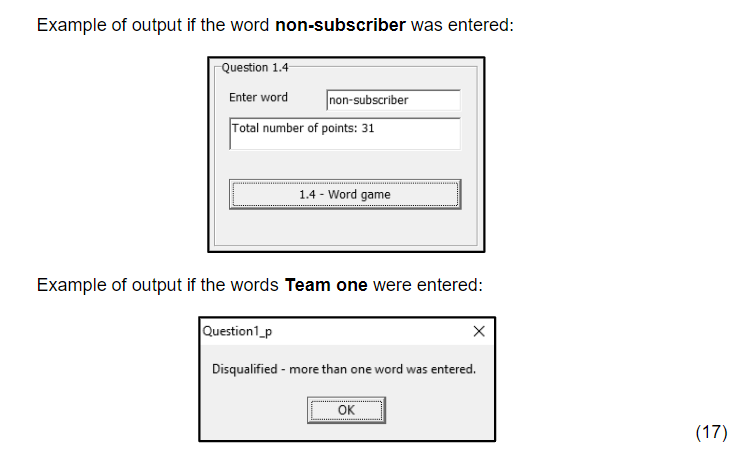 Example of output if the word non-subscriber was entered:
Question 1.4
Enter word
non-subscriber
Total number of points: 31
1.4 - Word game
Example of output if the words Team one were entered:
Question1_p
Disqualified - more than one word was entered.
OK
(17)